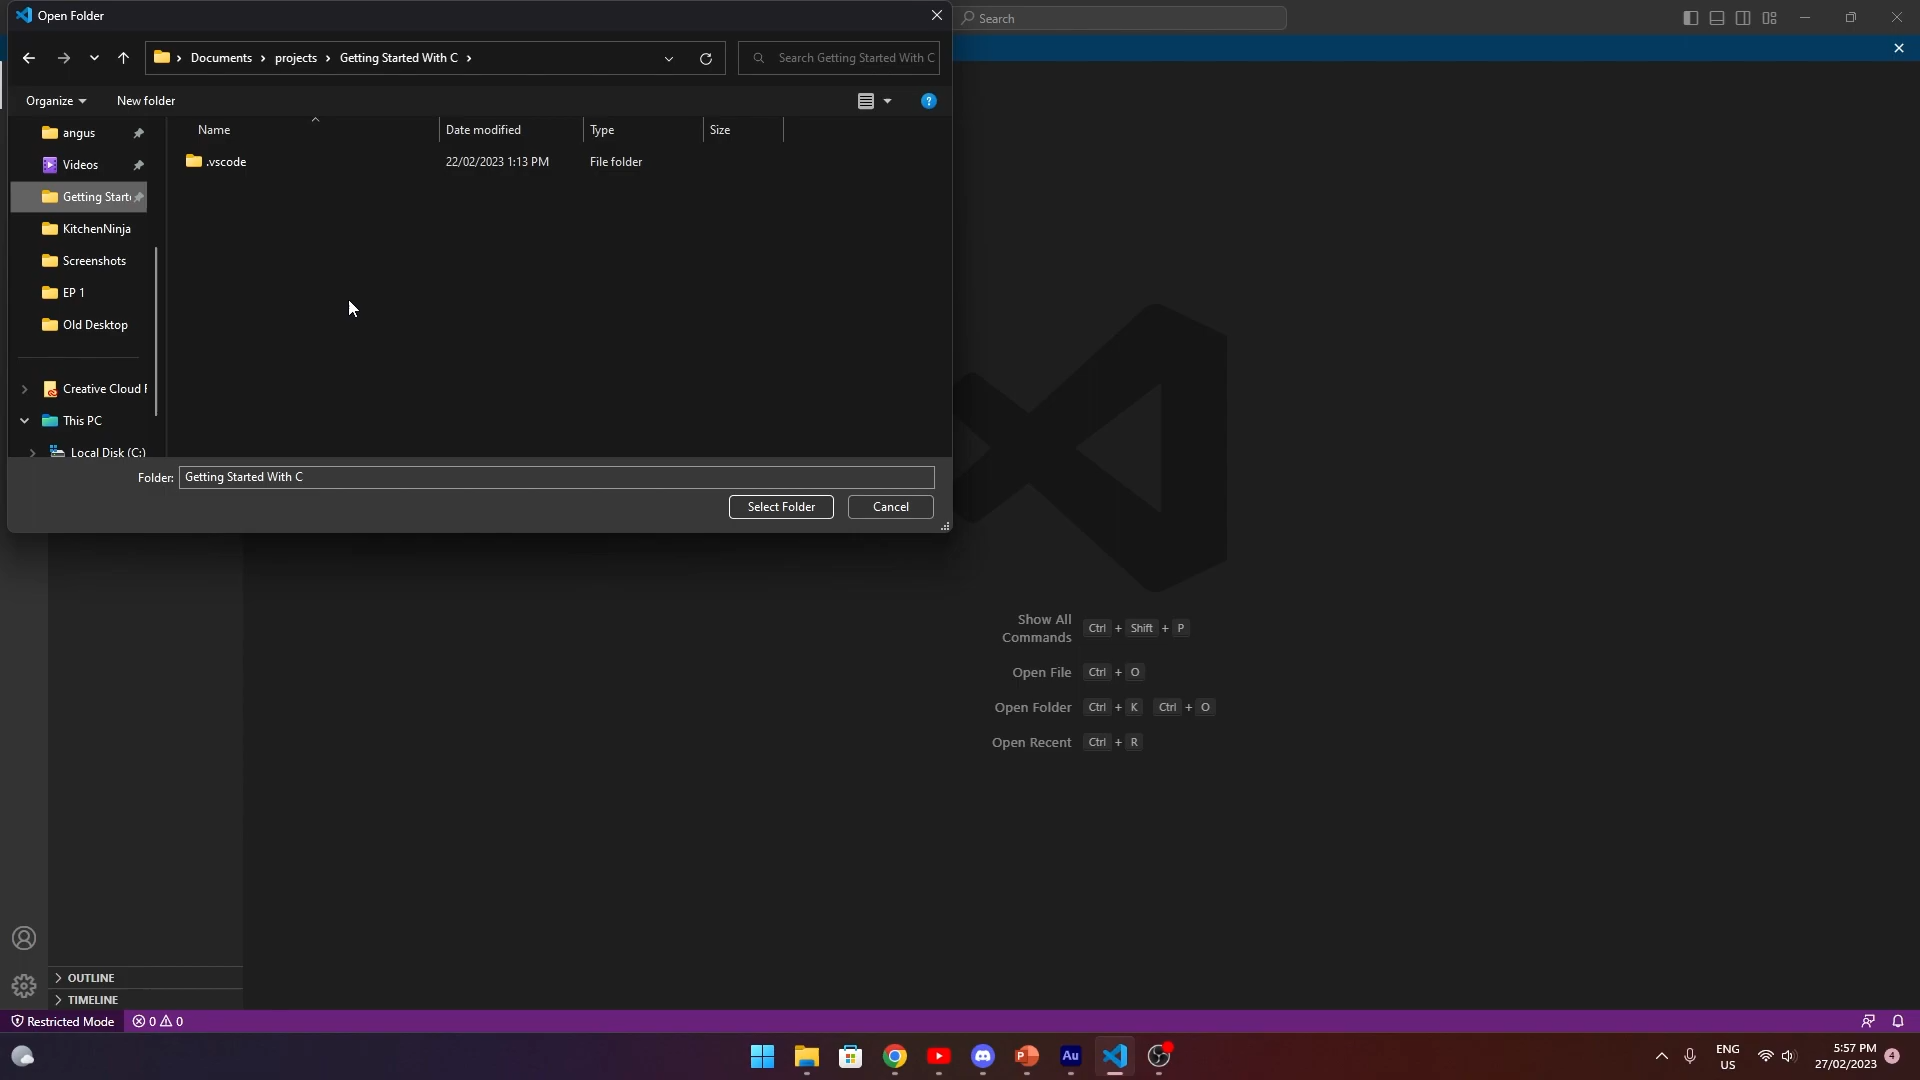 Open Folder
Search
Documents > projects > Getting Started With C >
Search Getting Started With C
Organize
New folder
Name
Date modified
Type
Size
angus
.vscode
22/02/2023 1:13 PM
File folder
Videos
Getting Start
KitchenNinja
Screenshots
EP 1
Old Desktop
Creative Cloud F
This PC
Local Disk (C:)
Folder: Getting Started With C
Select Folder
Cancel
Show All
Commands
Ctrl + Shift + P
Open File Ctrl + O
Open Folder Ctrl + K Ctrl + O
Open Recent Ctrl + R
OUTLINE
TIMELINE
Restricted Mode
0 0
P
Au
ENG
US
5:57 PM
27/02/2023
4